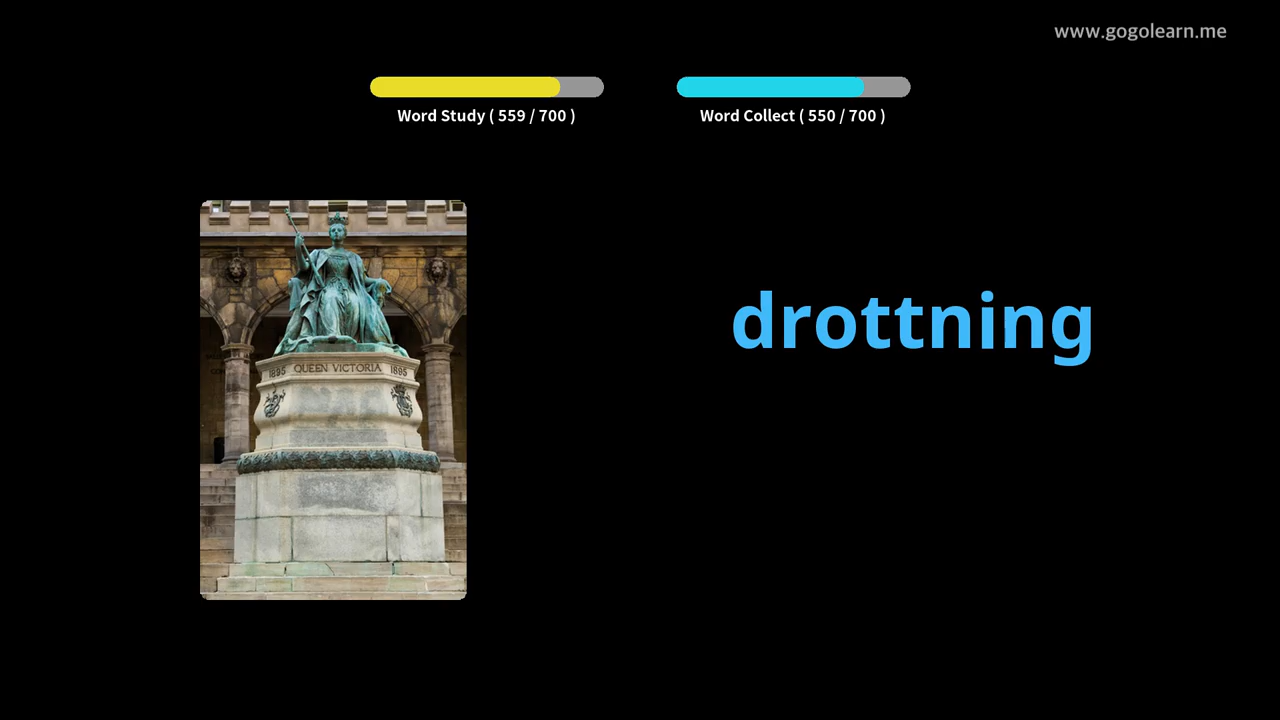 www.gogolearn.me
Word Study ( 559 / 700 )
Word Collect ( 550 / 700 )
drottning
1895 QUEEN VICTORIA 1895